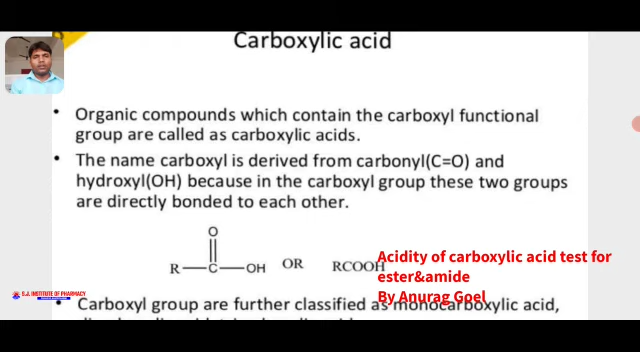 Carboxylic acid
• Organic compounds which contain the carboxyl functional
group are called as carboxylic acids.
• The name carboxyl is derived from carbonyl(C=O) and
hydroxyl(OH) because in the carboxyl group these two groups
are directly bonded to each other.
O
R—C—OH OR RCOOH
Acidity of carboxylic acid test for
ester&amide
By Anurag Goel
INSTITUTE OF PHARMACY
• Carboxyl group are further classified as monocarboxylic acid,